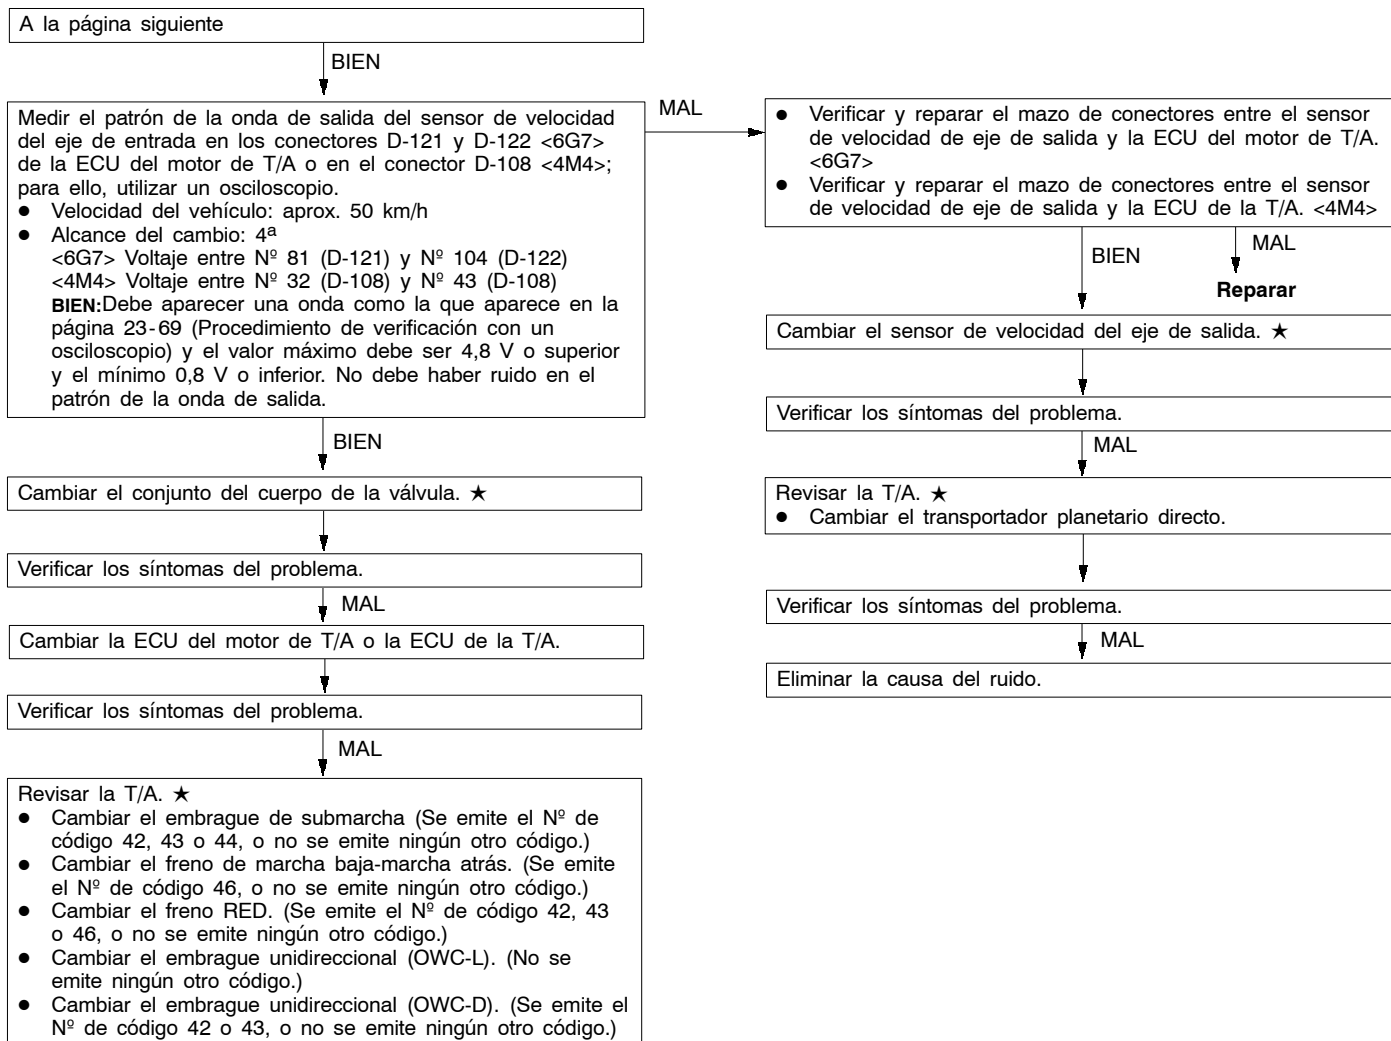 A la página siguiente
BIEN
Medir el patrón de la onda de salida del sensor de velocidad
del eje de entrada en los conectores D-121 y D-122 <6G7>
de la ECU del motor de T/A o en el conector D-108 <4M4>;
para ello, utilizar un osciloscopio.
● Velocidad del vehículo: aprox. 50 km/h
● Alcance del cambio: 4ª
<6G7> Voltaje entre Nº 81 (D-121) y Nº 104 (D-122)
<4M4> Voltaje entre Nº 32 (D-108) y Nº 43 (D-108)
BIEN:Debe aparecer una onda como la que aparece en la
página 23-69 (Procedimiento de verificación con un
osciloscopio) y el valor máximo debe ser 4,8 V o superior
y el mínimo 0,8 V o inferior. No debe haber ruido en el
patrón de la onda de salida.
BIEN
Cambiar el conjunto del cuerpo de la válvula. ★
Verificar los síntomas del problema.
MAL
Cambiar la ECU del motor de T/A o la ECU de la T/A.
Verificar los síntomas del problema.
MAL
Revisar la T/A. ★
● Cambiar el embrague de submarcha (Se emite el Nº de
código 42, 43 o 44, o no se emite ningún otro código.)
● Cambiar el freno de marcha baja-marcha atrás. (Se emite
el Nº de código 46, o no se emite ningún otro código.)
● Cambiar el freno RED. (Se emite el Nº de código 42, 43
o 46, o no se emite ningún otro código.)
● Cambiar el embrague unidireccional (OWC-L). (No se
emite ningún otro código.)
● Cambiar el embrague unidireccional (OWC-D). (Se emite el
Nº de código 42 o 43, o no se emite ningún otro código.)
MAL
● Verificar y reparar el mazo de conectores entre el sensor
de velocidad de eje de salida y la ECU del motor de T/A.
<6G7>
● Verificar y reparar el mazo de conectores entre el sensor
de velocidad de eje de salida y la ECU de la T/A. <4M4>
BIEN
MAL
Reparar
Cambiar el sensor de velocidad del eje de salida. ★
Verificar los síntomas del problema.
MAL
Revisar la T/A. ★
● Cambiar el transportador planetario directo.
Verificar los síntomas del problema.
MAL
Eliminar la causa del ruido.